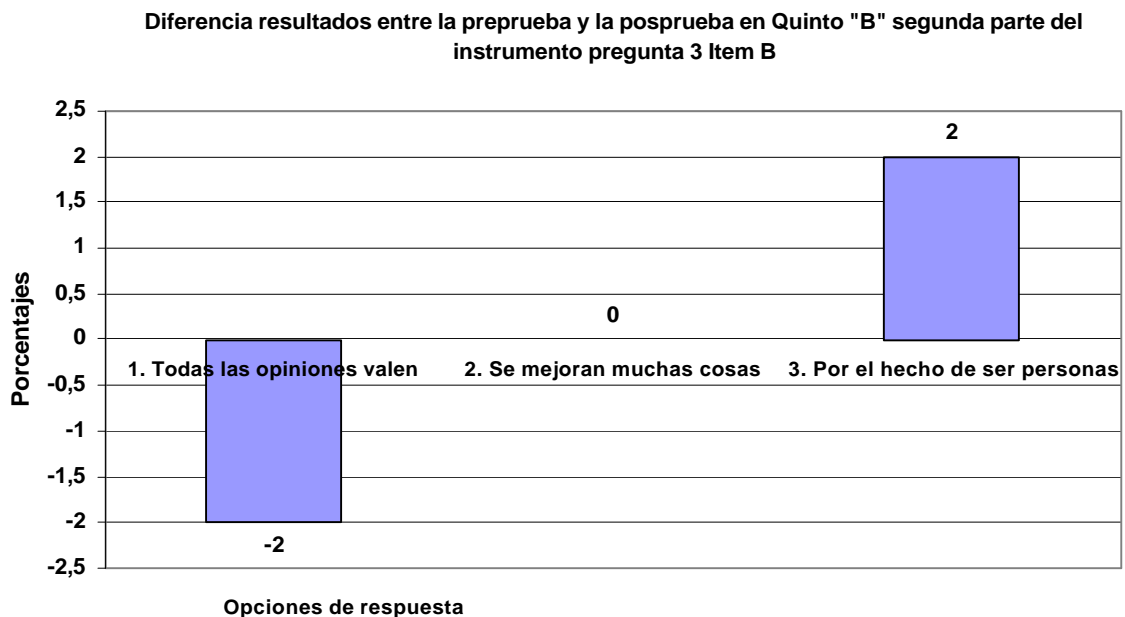 Diferencia resultados entre la preprueba y la posprueba en Quinto "B" segunda parte del
instrumento pregunta 3 Item B
2,5
2
1,5
1
0,5
0
-0,5
-1
-1,5
-2
-2,5
Porcentajes
2
0
-2
1. Todas las opiniones valen
2. Se mejoran muchas cosas
3. Por el hecho de ser personas
Opciones de respuesta